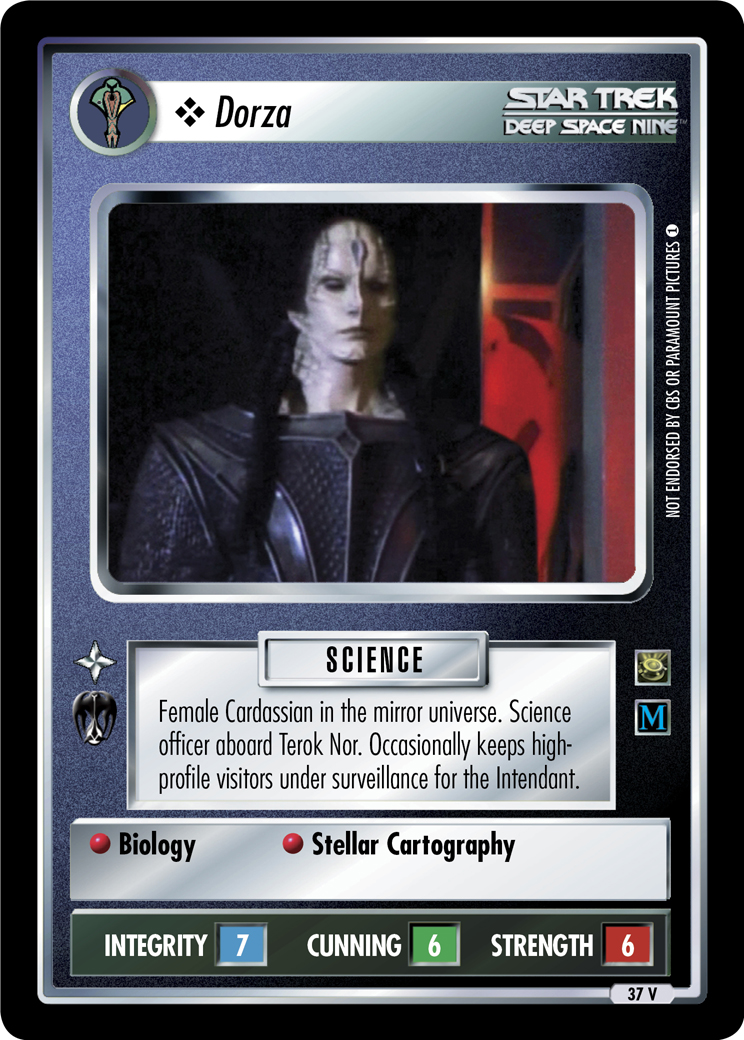 ❖ Dorza
STAR TREK
DEEP SPACE NINE™
NOT ENDORSED BY CBS OR PARAMOUNT PICTURES 1
SCIENCE
Female Cardassian in the mirror universe. Science
officer aboard Terok Nor. Occasionally keeps high-
profile visitors under surveillance for the Intendant.
M
Biology
Stellar Cartography
INTEGRITY 7 CUNNING 6 STRENGTH 6
37 V